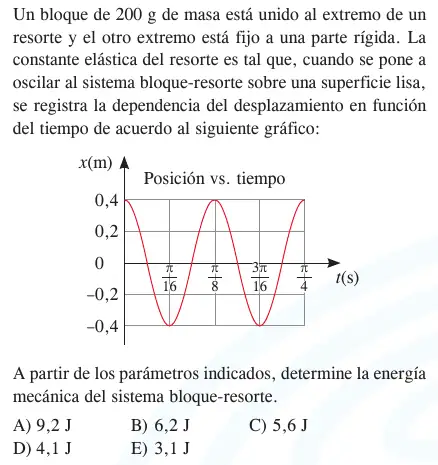 Un bloque de 200 g de masa está unido al extremo de un
resorte y el otro extremo está fijo a una parte rígida. La
constante elástica del resorte es tal que, cuando se pone a
oscilar al sistema bloque-resorte sobre una superficie lisa,
se registra la dependencia del desplazamiento en función
del tiempo de acuerdo al siguiente gráfico:
x(m)
Posición vs. tiempo
0,4
0,2
0
π/16 π/8 3π/16 π/4 t(s)
–0,2
–0,4
A partir de los parámetros indicados, determine la energía
mecánica del sistema bloque-resorte.
A) 9,2 J B) 6,2 J C) 5,6 J
D) 4,1 J E) 3,1 J